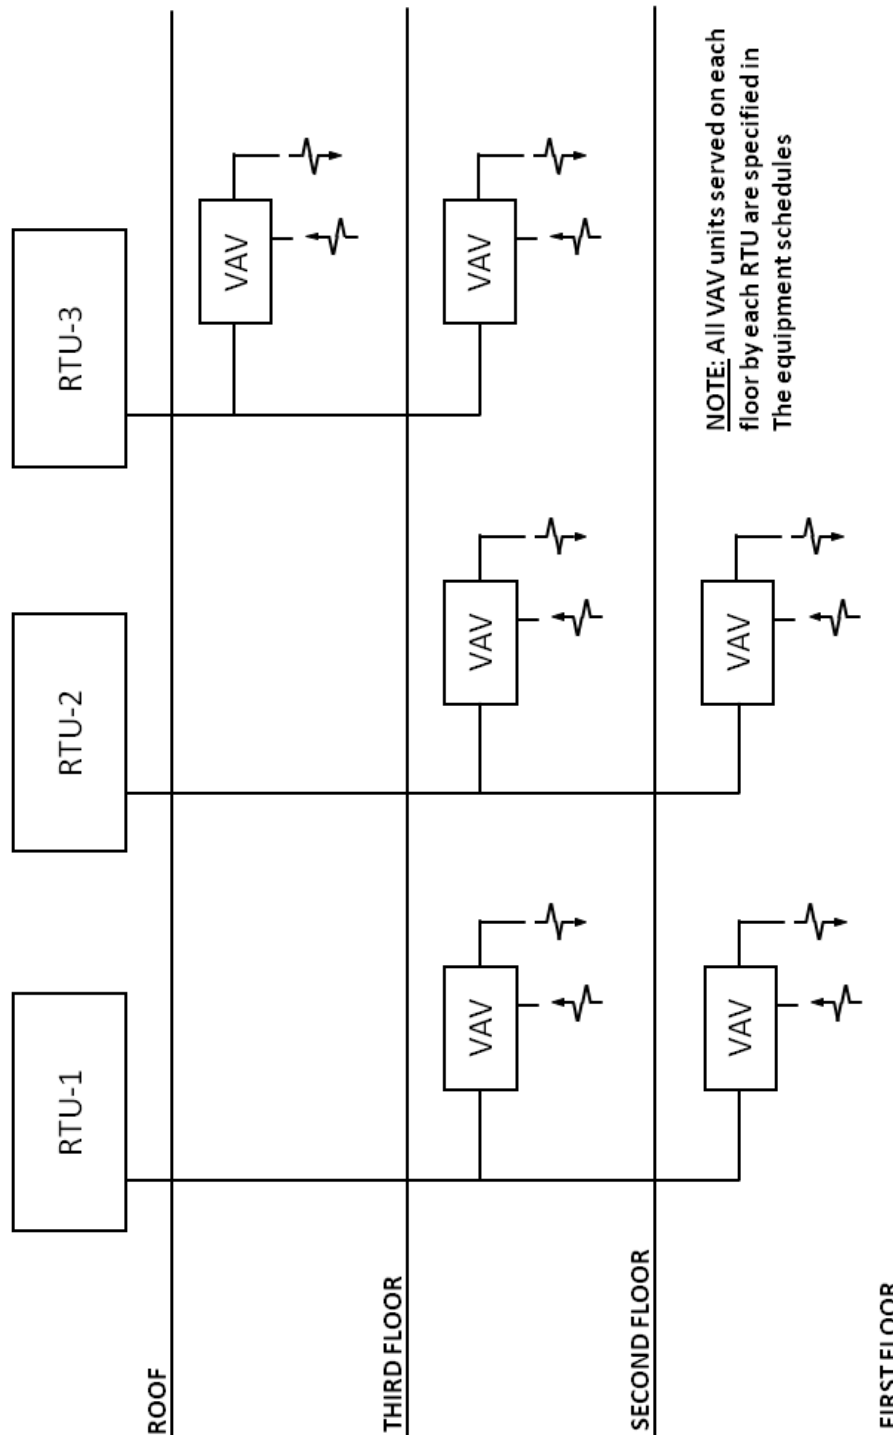 RTU-1
RTU-2
RTU-3
ROOF
VAV
THIRD FLOOR
VAV
VAV
VAV
SECOND FLOOR
VAV
VAV
NOTE: All VAV units served on each
floor by each RTU are specified in
The equipment schedules
FIRST FLOOR